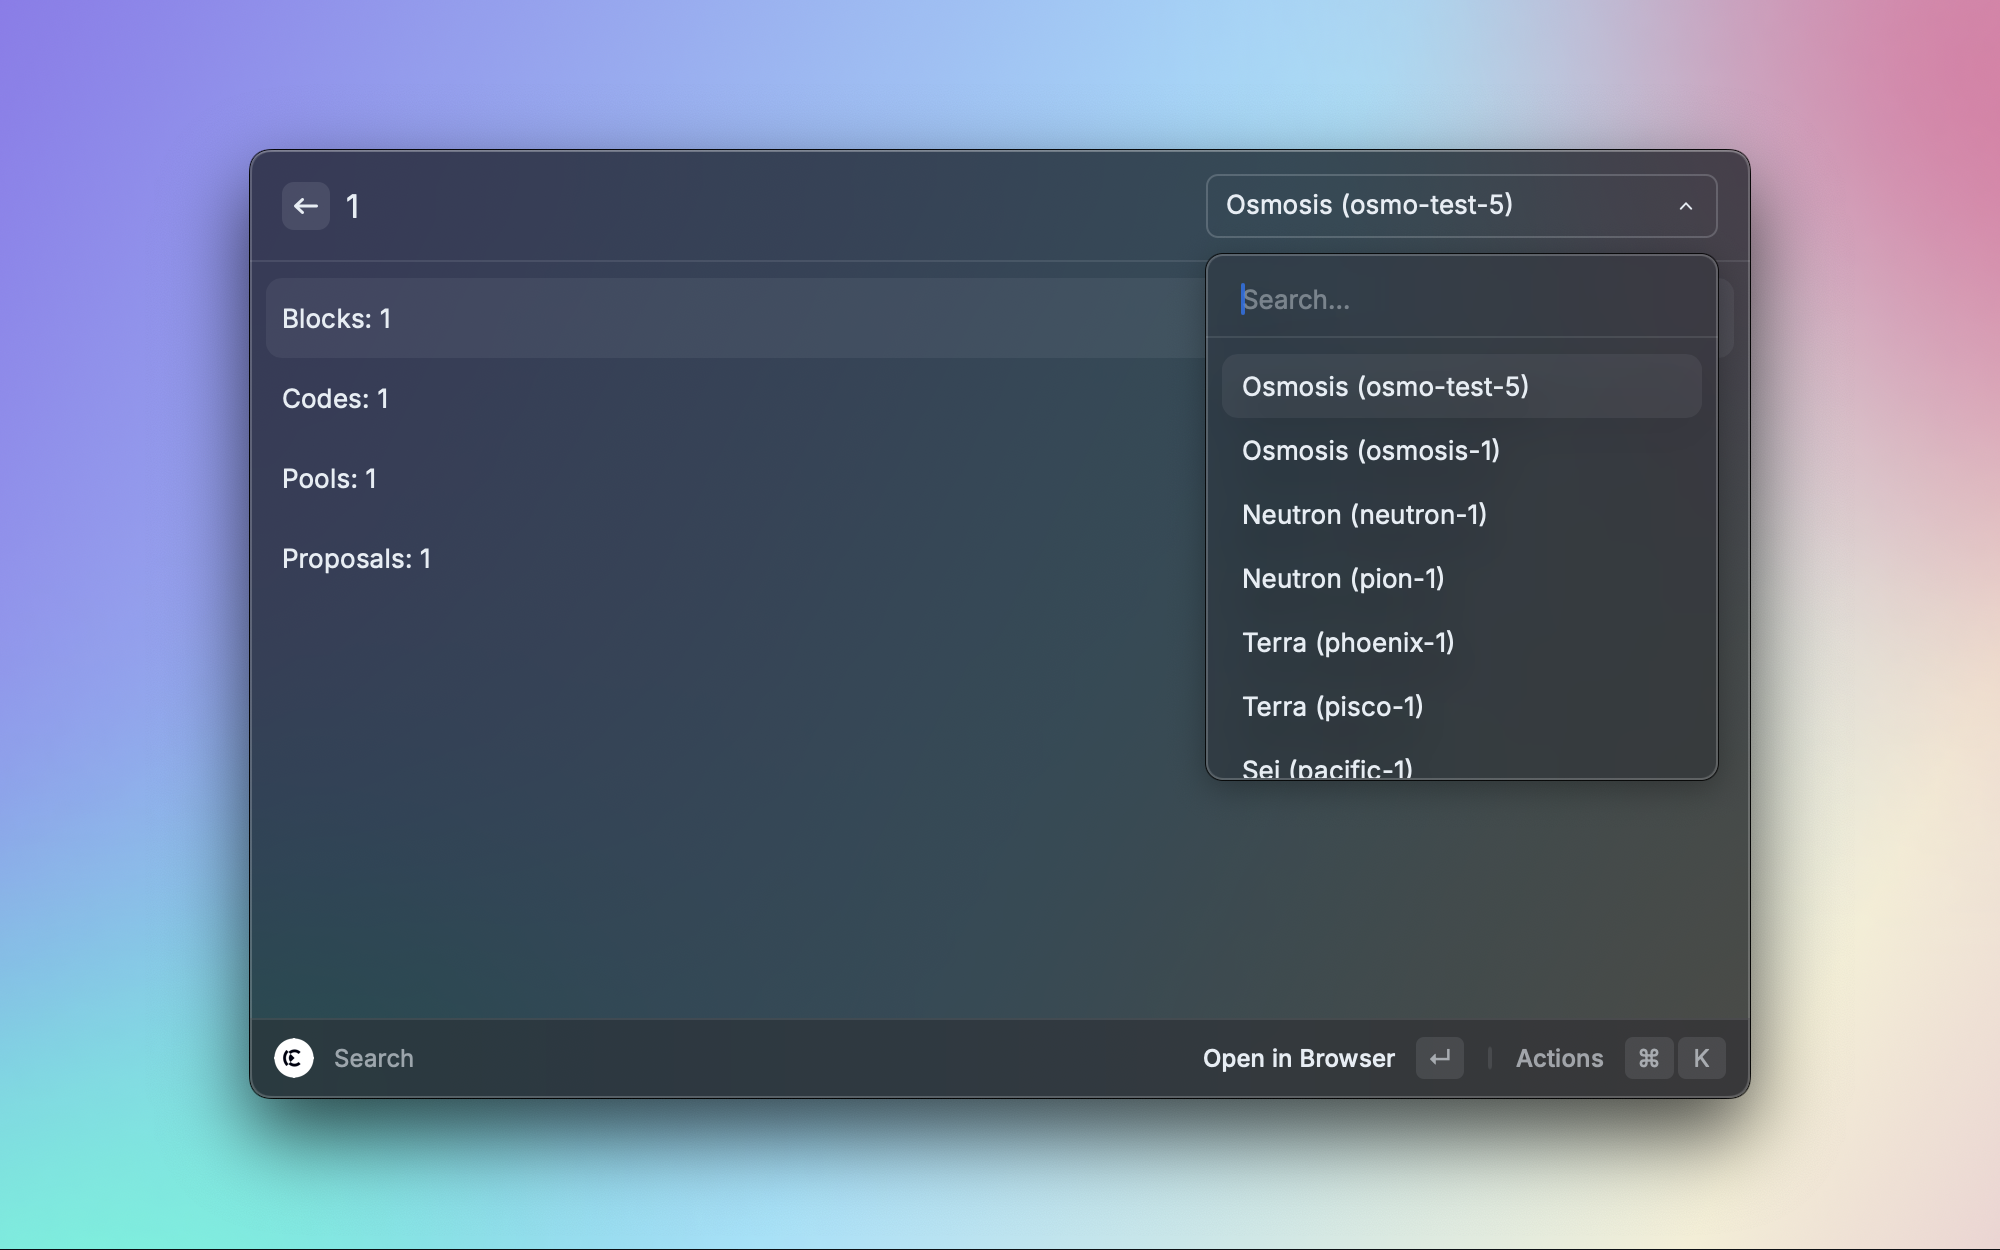 1
Osmosis (osmo-test-5)
Blocks: 1
Codes: 1
Pools: 1
Proposals: 1
Search...
Osmosis (osmo-test-5)
Osmosis (osmosis-1)
Neutron (neutron-1)
Neutron (pion-1)
Terra (phoenix-1)
Terra (pisco-1)
Sei (pacific-1)
Search
Open in Browser
Actions ⌘ K